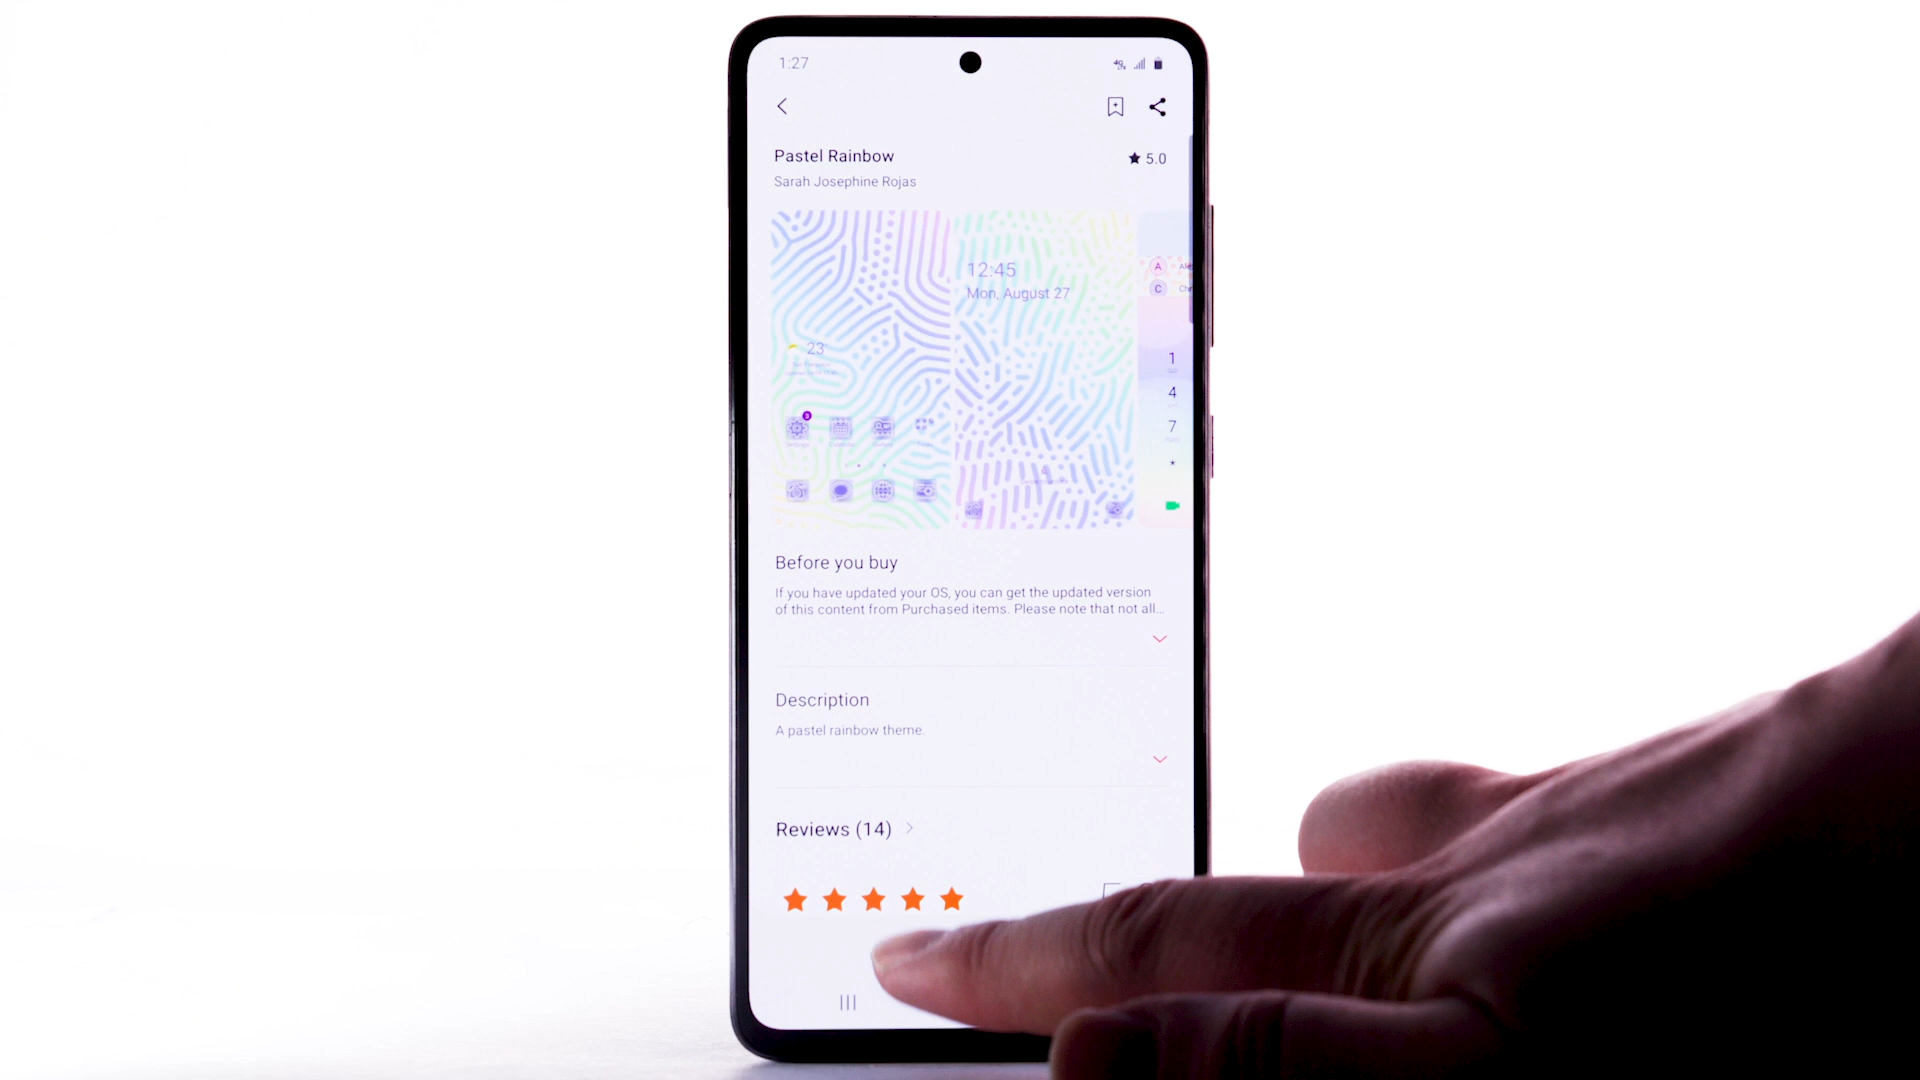 1:27
4G
Pastel Rainbow
5.0
Sarah Josephine Rojas
12:45
Mon, August 27
A
C
23°
1
4
7
*
Before you buy
If you have updated your OS, you can get the updated version
of this content from Purchased items. Please note that not all...
Description
A pastel rainbow theme.
Reviews (14)